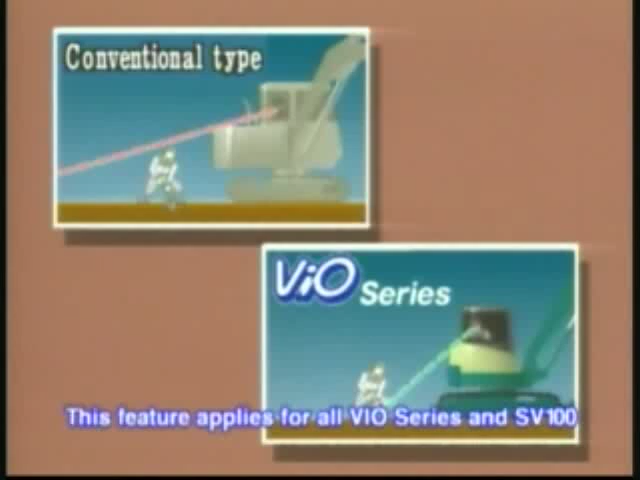 Conventional type
ViO Series
This feature applies for all VIO Series and SV100